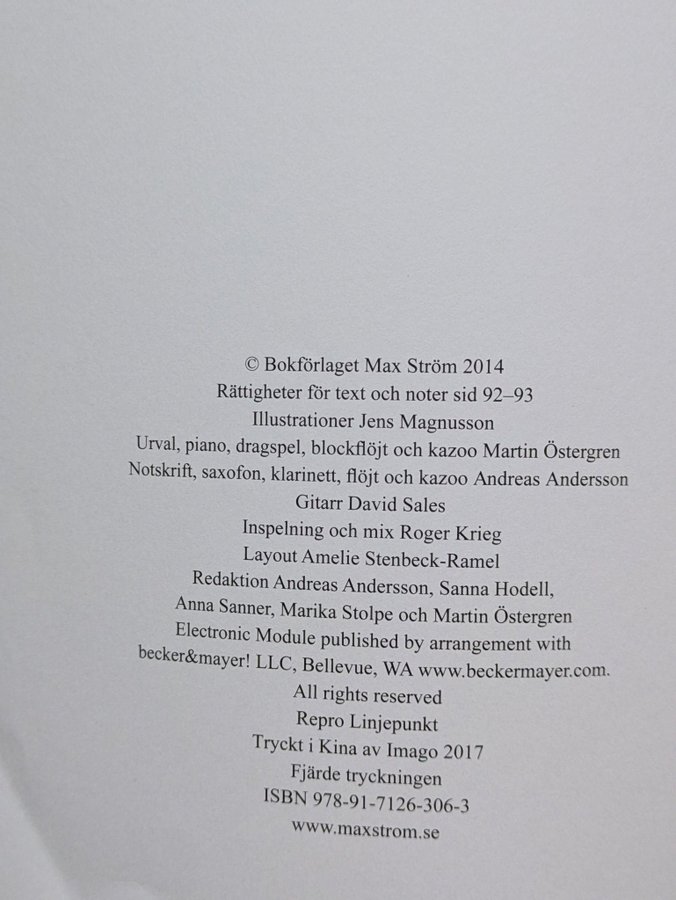 © Bokförlaget Max Ström 2014
Rättigheter för text och noter sid 92–93
Illustrationer Jens Magnusson
Urval, piano, dragspel, blockflöjt och kazoo Martin Östergren
Notskrift, saxofon, klarinett, flöjt och kazoo Andreas Andersson
Gitarr David Sales
Inspelning och mix Roger Krieg
Layout Amelie Stenbeck-Ramel
Redaktion Andreas Andersson, Sanna Hodell,
Anna Sanner, Marika Stolpe och Martin Östergren
Electronic Module published by arrangement with
becker&mayer! LLC, Bellevue, WA www.beckermayer.com.
All rights reserved
Repro Linjepunkt
Tryckt i Kina av Imago 2017
Fjärde tryckningen
ISBN 978-91-7126-306-3
www.maxstrom.se